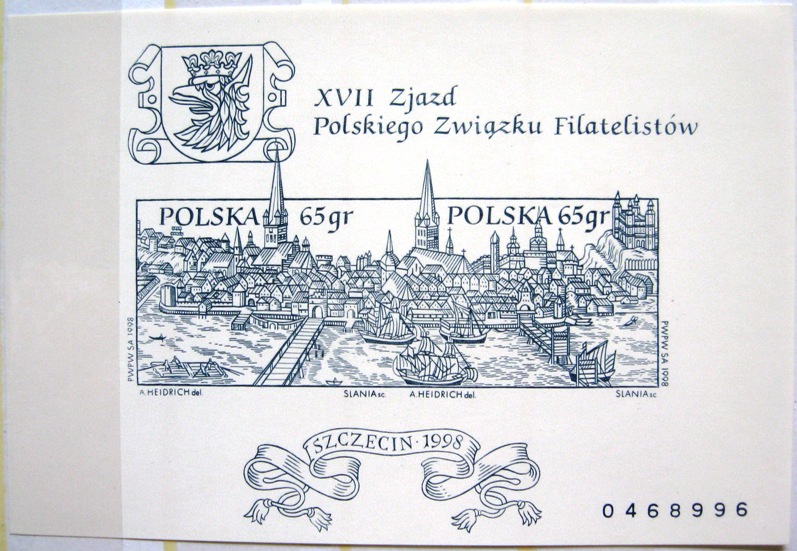 XVII Zjazd
Polskiego Związku Filatelistów
POLSKA 65gr POLSKA 65gr
PWPW SA 1998
PWPW SA 1998
A.HEIDRICH del. SLANIA sc. A.HEIDRICH del. SLANIA sc
SZCZECIN·1998
0468996